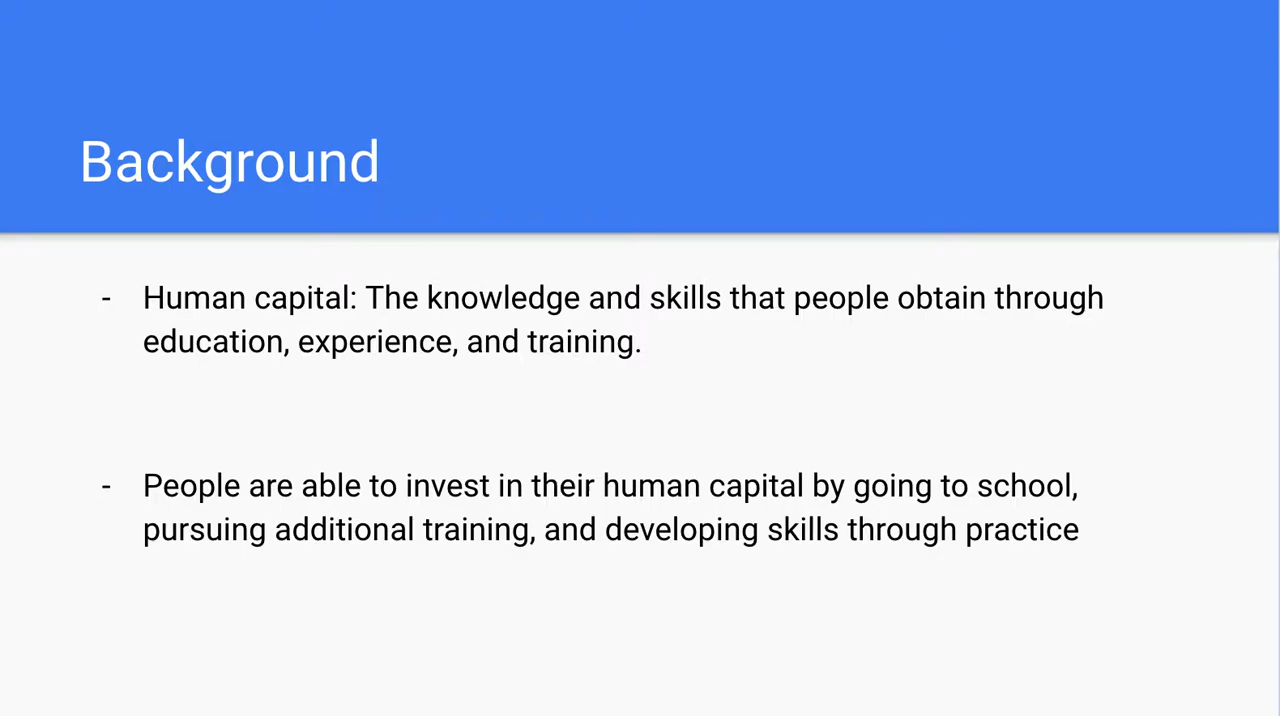 Background
- Human capital: The knowledge and skills that people obtain through
education, experience, and training.
- People are able to invest in their human capital by going to school,
pursuing additional training, and developing skills through practice